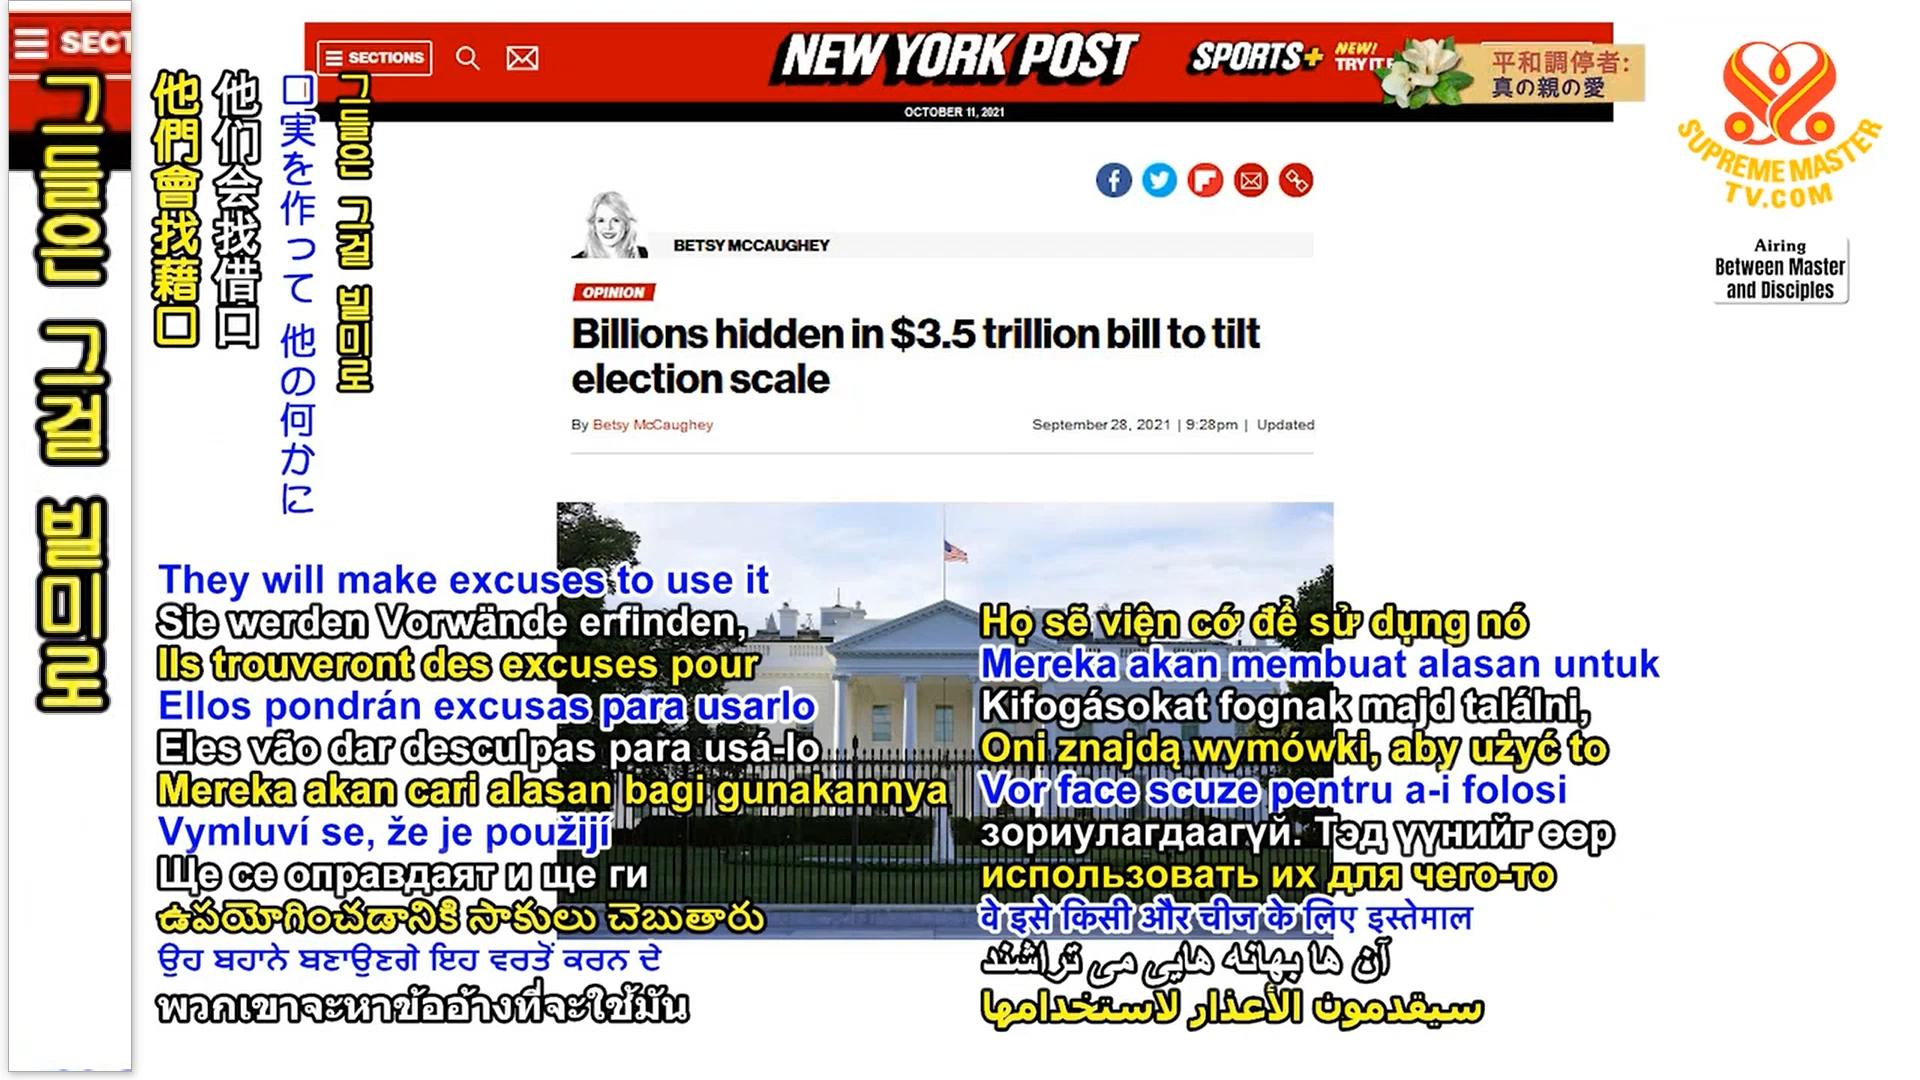 SECT
그들은 그걸 빌미로
他們會找藉口
他们会找借口
口実を作って 他の何かに
그들은 그걸 빌미로
SECTIONS
NEW YORK POST
SPORTS+
NEW!
TRY IT F
平和調停者:
真の親の愛
OCTOBER 11, 2021
SUPREME MASTER
TV.COM
Airing
Between Master
and Disciples
BETSY MCCAUGHEY
OPINION
Billions hidden in $3.5 trillion bill to tilt
election scale
By Betsy McCaughey
September 28, 2021 | 9:28pm | Updated
They will make excuses to use it
Sie werden Vorwände erfinden,
Ils trouveront des excuses pour
Ellos pondrán excusas para usarlo
Eles vão dar desculpas para usá-lo
Mereka akan cari alasan bagi gunakannya
Vymluví se, že je použijí
Ще се оправдаят и ще ги
ఉపయోగించడానికి సాకులు చెబుతారు
ਉਹ ਬਹਾਨੇ ਬਣਾਉਣਗੇ ਇਹ ਵਰਤੋਂ ਕਰਨ ਦੇ
พวกเขาจะหาข้ออ้างที่จะใช้มัน
Họ sẽ viện cớ để sử dụng nó
Mereka akan membuat alasan untuk
Kifogásokat fognak majd találni,
Oni znajdą wymówki, aby użyć to
Vor face scuze pentru a-i folosi
зориулагдаагүй. Тэд үүнийг өөр
использовать их для чего-то
वे इसे किसी और चीज के लिए इस्तेमाल
آن ها بهانه هایی می تراشند
سيقدمون الأعذار لاستخدامها